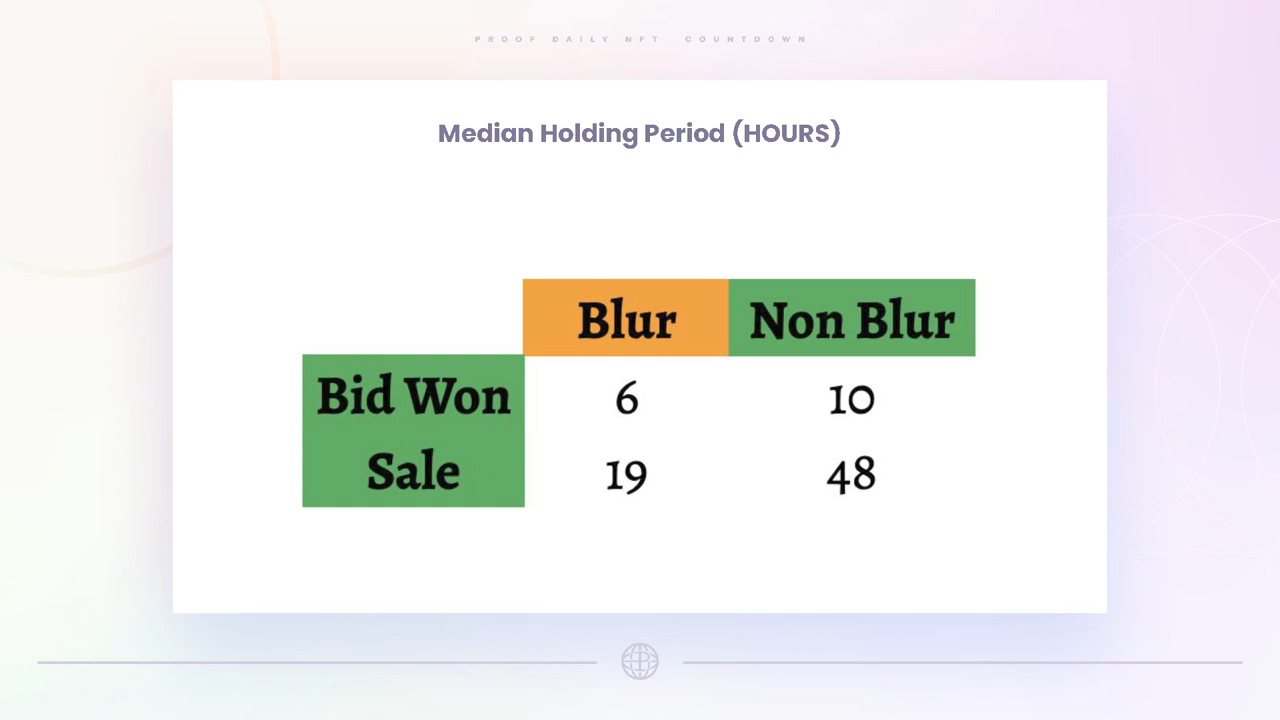 PROOF DAILY NFT COUNTDOWN
Median Holding Period (HOURS)
Blur Non Blur
Bid Won 6 10
Sale 19 48